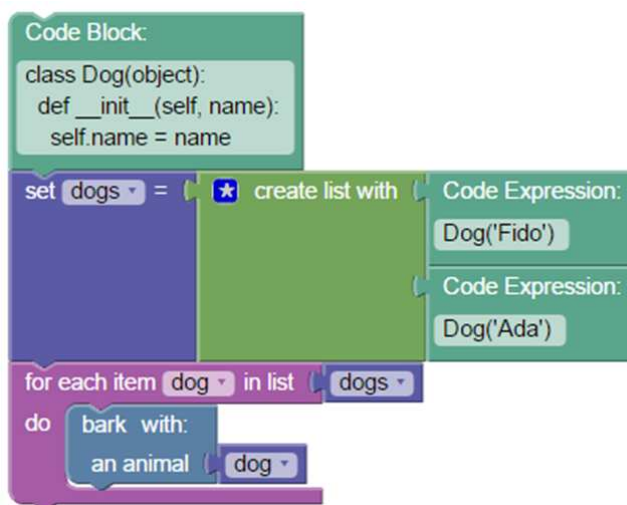 Code Block:
class Dog(object):
def __init__(self, name):
self.name = name
set dogs = create list with Code Expression:
Dog('Fido')
Code Expression:
Dog('Ada')
for each item dog in list dogs
do bark with:
an animal dog